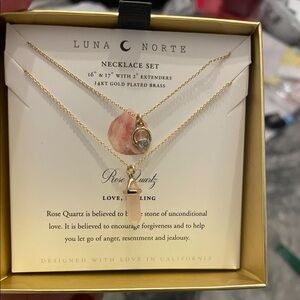 LUNA NORTE
NECKLACE SET
16" & 17" WITH 2" EXTENDERS
14KT GOLD PLATED BRASS
Rose Quartz
LOVE,
Rose Quartz is believed to stone of unconditional
love. It is believed to encourage forgiveness and to help
you let go of anger, resentment and jealousy.
DESIGNED WITH LOVE IN CALIFORNIA